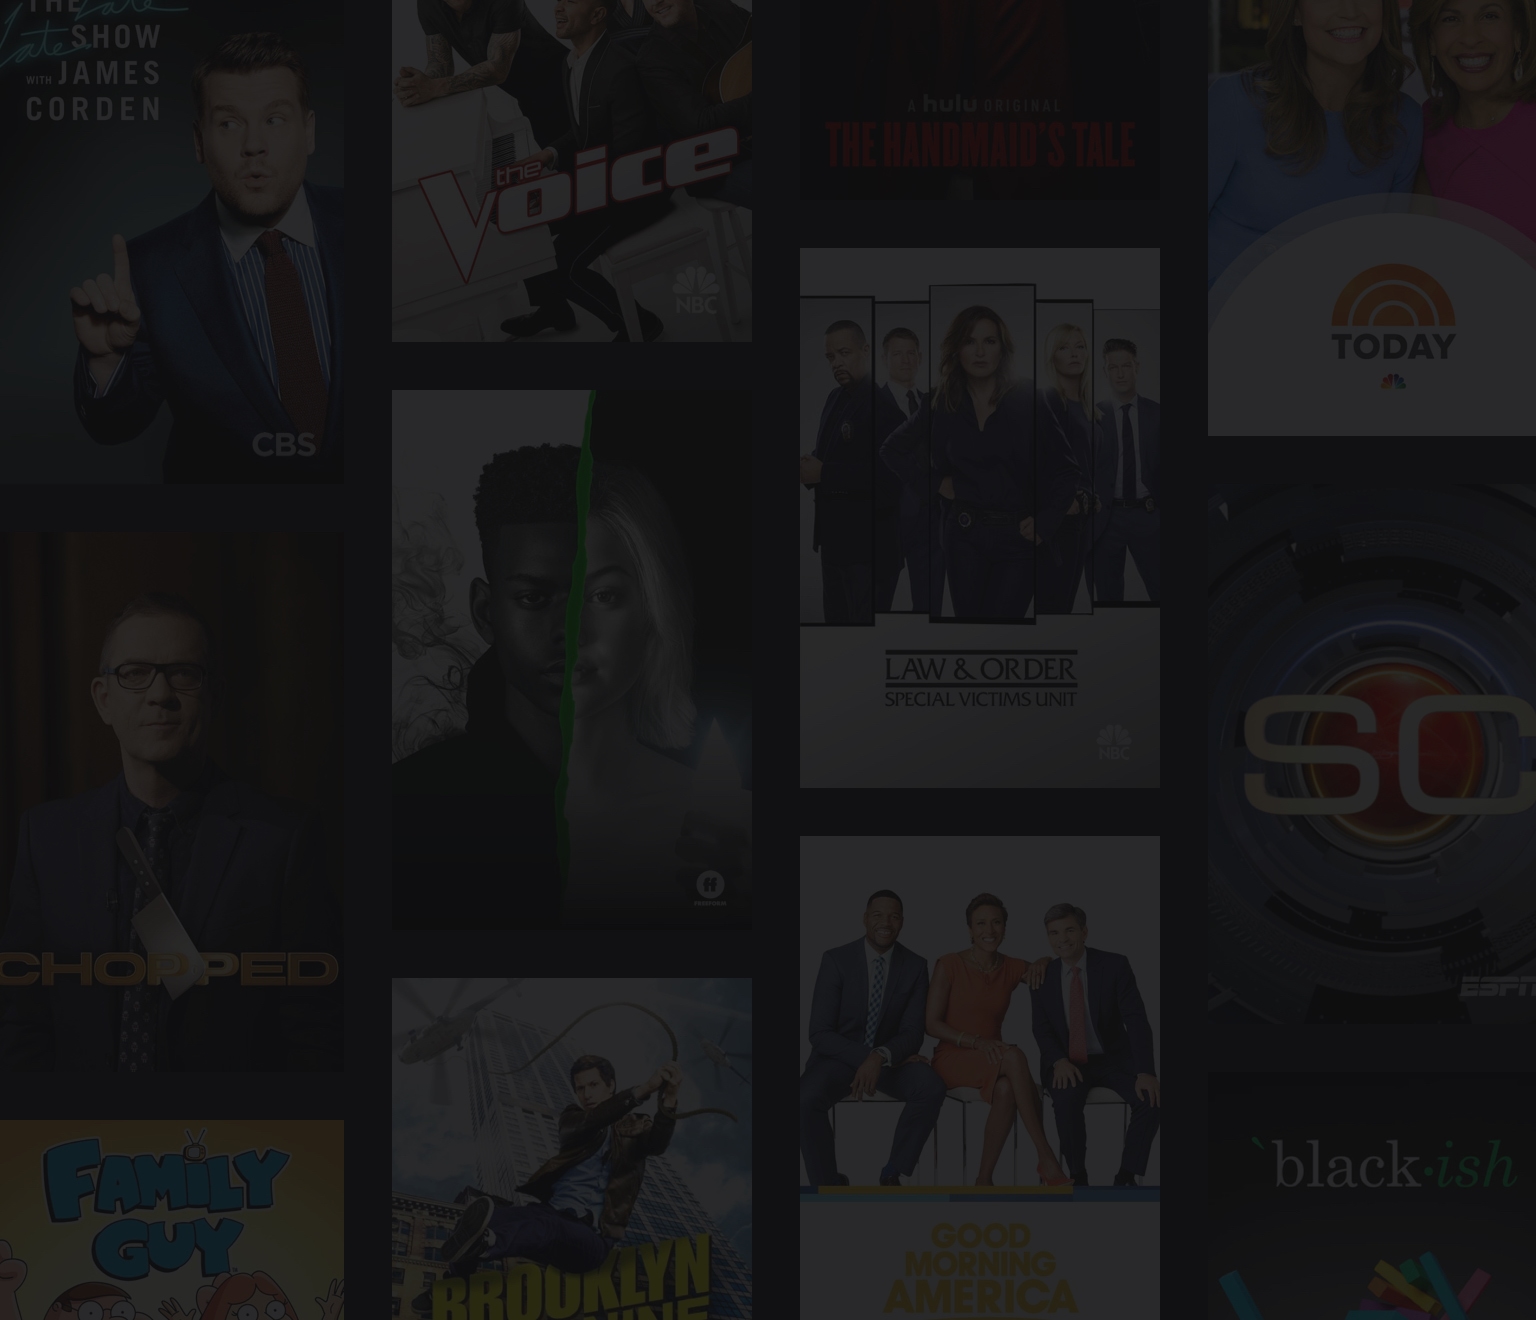 THE Late
Late SHOW
WITH JAMES
CORDEN
CBS
CHOPPED
FAMILY
GUY
the
Voice
NBC
BROOKLYN
A hulu ORIGINAL
THE HANDMAID'S TALE
LAW & ORDER
SPECIAL VICTIMS UNIT
NBC
GOOD
MORNING
AMERICA
TODAY
SC
ESPN
`black·ish